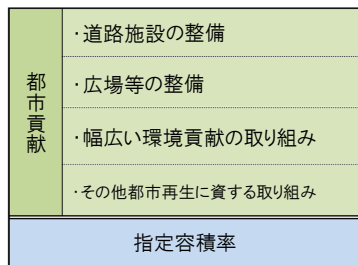 都市貢献
・道路施設の整備
・広場等の整備
・幅広い環境貢献の取り組み
・その他都市再生に資する取り組み
指定容積率